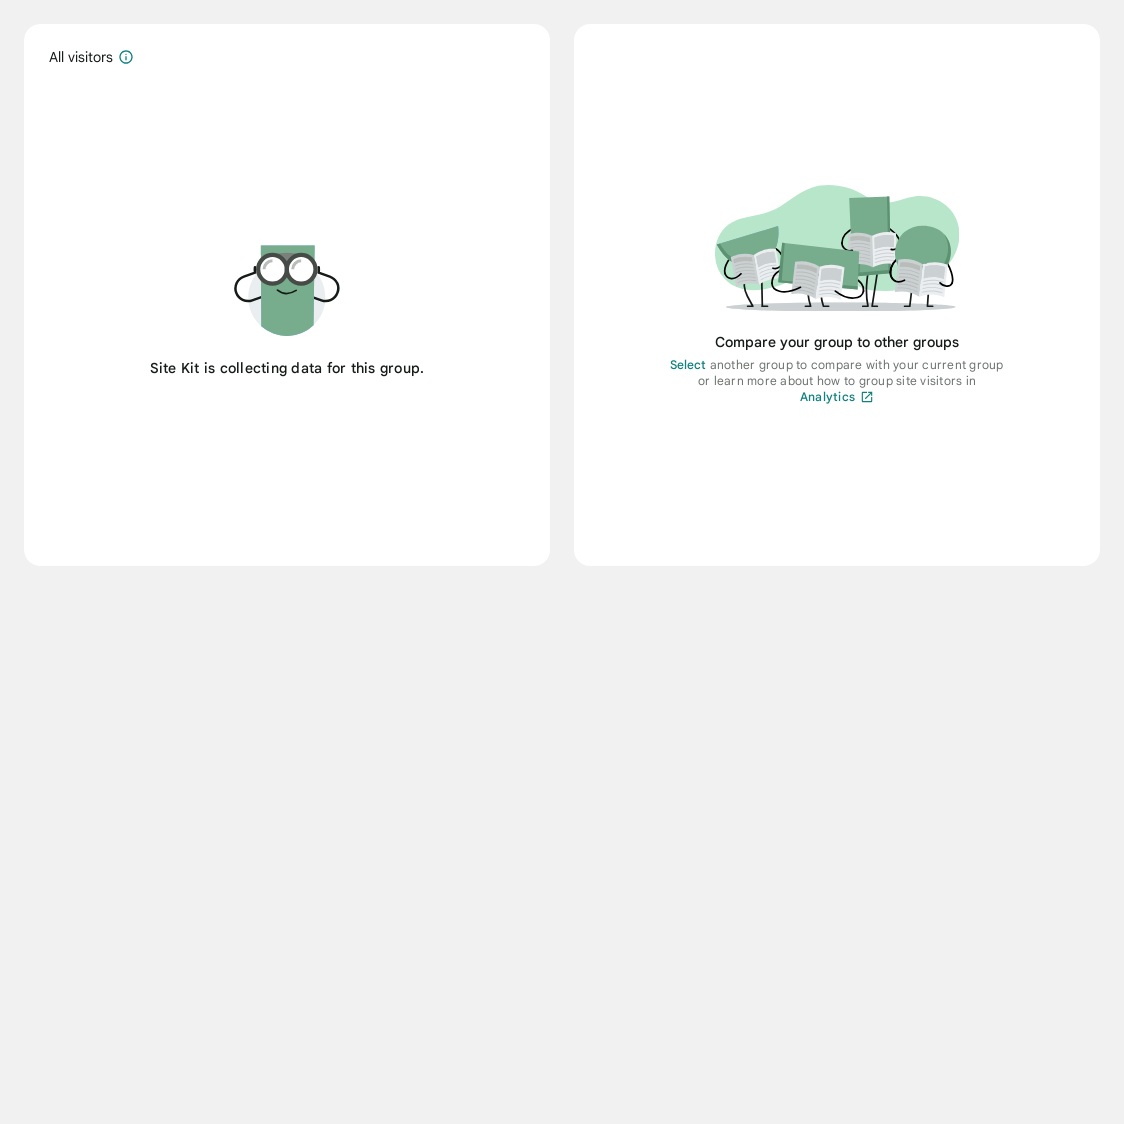 All visitors
Site Kit is collecting data for this group.
Compare your group to other groups
Select another group to compare with your current group
or learn more about how to group site visitors in
Analytics